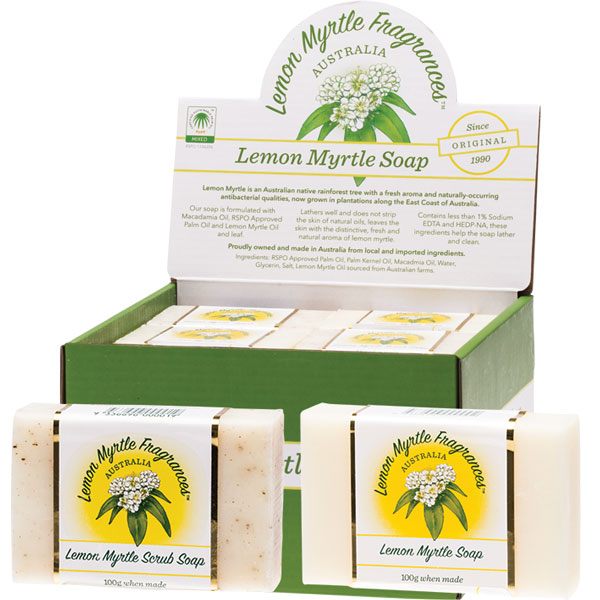 Lemon Myrtle Fragrances™
AUSTRALIA
MIXED
Since
ORIGINAL
1990
Lemon Myrtle Soap
Lemon Myrtle is an Australian native rainforest tree with a fresh aroma and naturally-occurring
antibacterial qualities, now grown in plantations along the East Coast of Australia.
Our soap is formulated with
Macadamia Oil, RSPO Approved
Palm Oil and Lemon Myrtle Oil
and leaf.
Lathers well and does not strip
the skin of natural oils, leaves the
skin with the distinctive, fresh and
natural aroma of lemon myrtle.
Contains less than 1% Sodium
EDTA and HEDP-NA, these
ingredients help the soap lather
and clean.
Proudly owned and made in Australia from local and imported ingredients.
Ingredients: RSPO Approved Palm Oil, Palm Kernel Oil, Macadmia Oil, Water,
Glycerin, Salt, Lemon Myrtle Oil sourced from Australian farms.
Lemon Myrtle Fragrances™
AUSTRALIA
Lemon Myrtle Scrub Soap
100g when made
Lemon Myrtle Fragrances™
AUSTRALIA
Lemon Myrtle Soap
100g when made